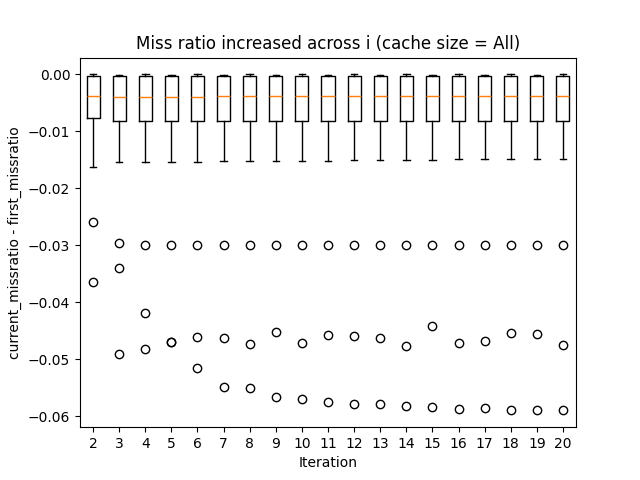 Miss ratio increased across i (cache size = All)
current_missratio - first_missratio
0.00
−0.01
−0.02
−0.03
−0.04
−0.05
−0.06
2 3 4 5 6 7 8 9 10 11 12 13 14 15 16 17 18 19 20
Iteration